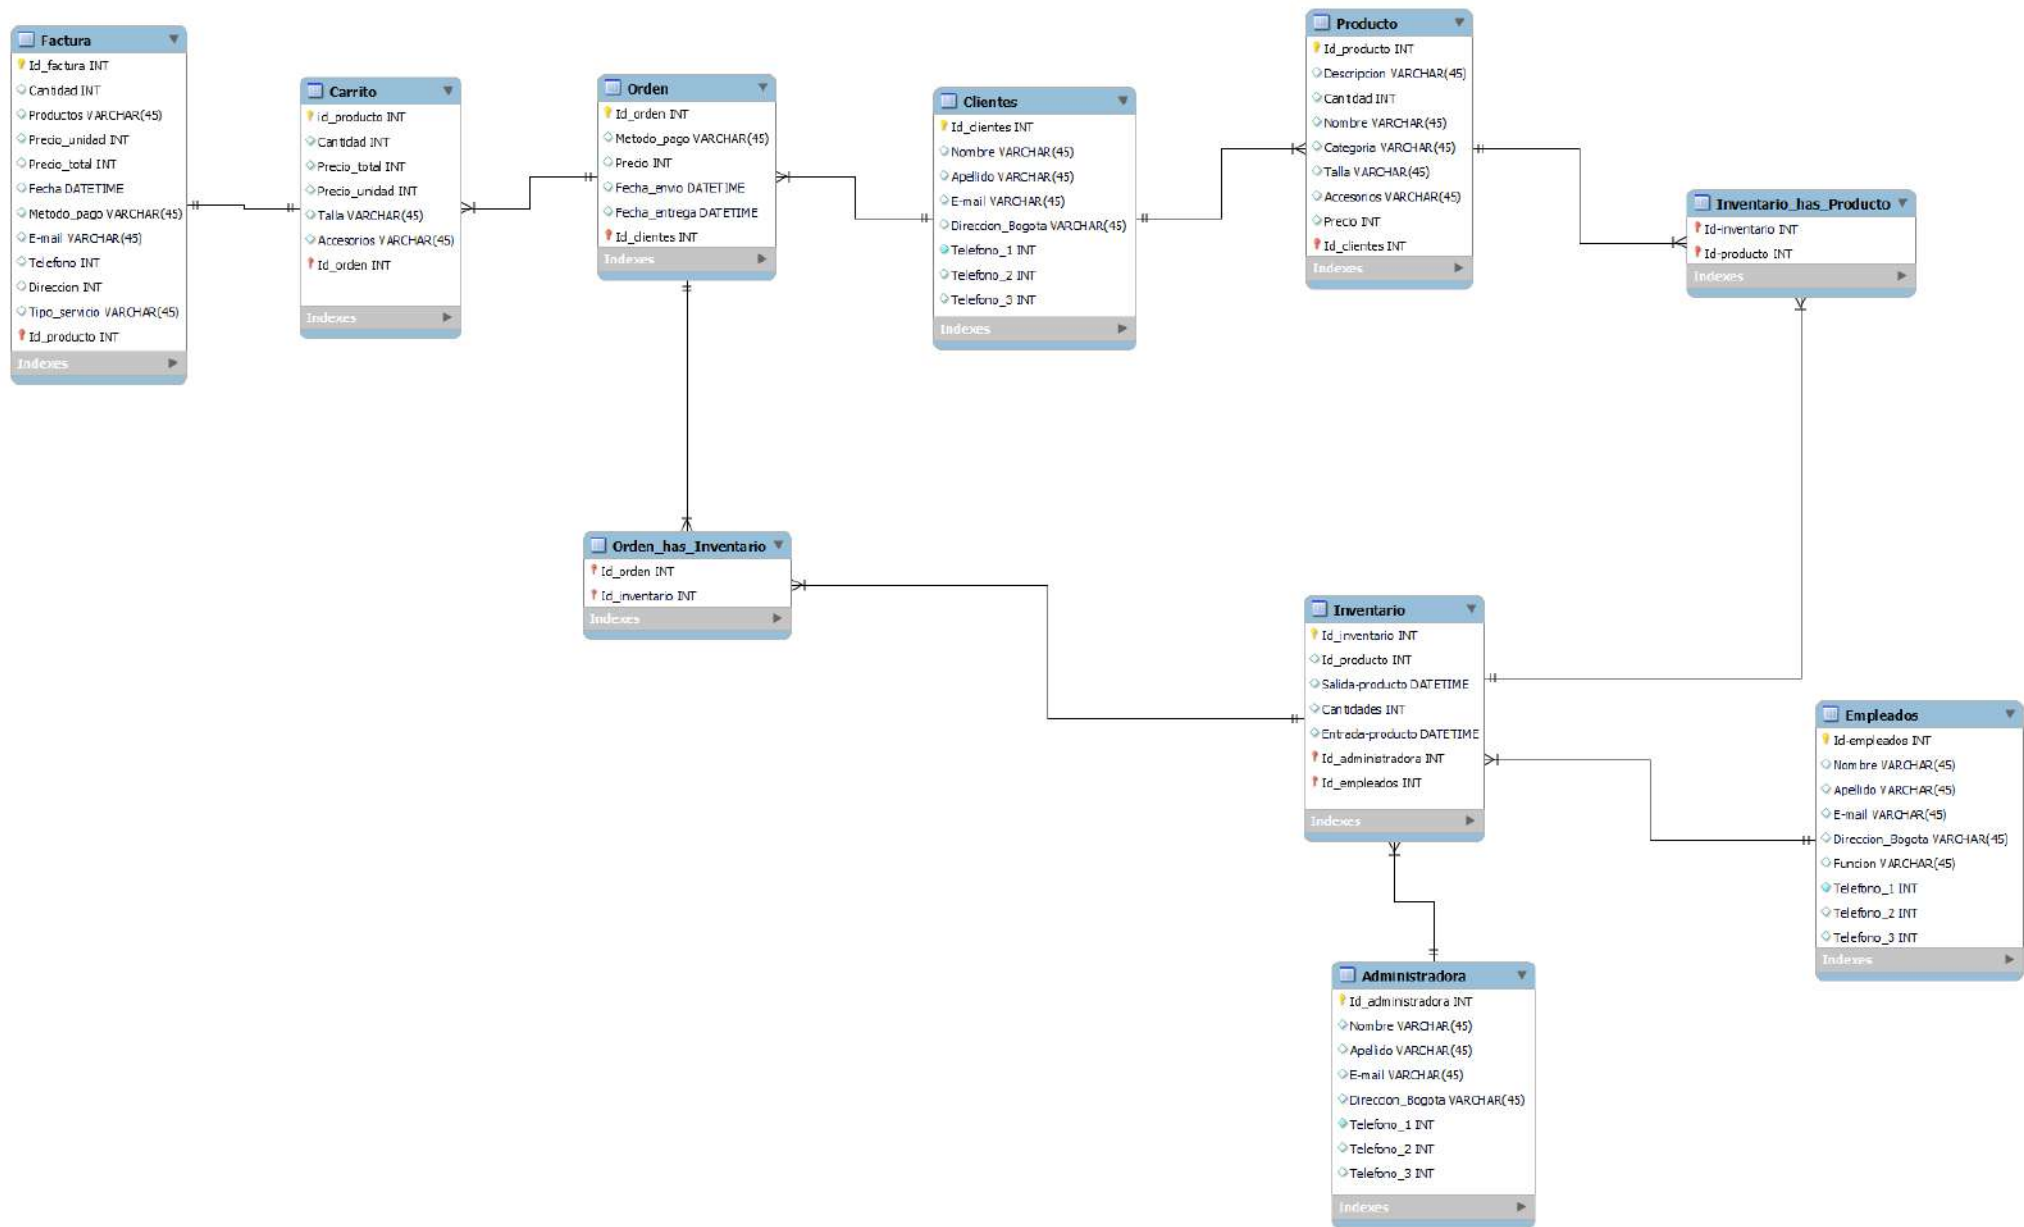 Factura
Id_factura INT
Cantidad INT
Productos VARCHAR(45)
Precio_unidad INT
Precio_total INT
Fecha DATETIME
Metodo_pago VARCHAR(45)
E-mail VARCHAR(45)
Telefono INT
Direccion INT
Tipo_servicio VARCHAR(45)
Id_producto INT
Indexes
Carrito
id_producto INT
Cantidad INT
Precio_total INT
Precio_unidad INT
Talla VARCHAR(45)
Accesorios VARCHAR(45)
Id_orden INT
Indexes
Orden
Id_orden INT
Metodo_pago VARCHAR(45)
Precio INT
Fecha_envio DATETIME
Fecha_entrega DATETIME
Id_clientes INT
Indexes
Clientes
Id_clientes INT
Nombre VARCHAR(45)
Apellido VARCHAR(45)
E-mail VARCHAR(45)
Direccion_Bogota VARCHAR(45)
Telefono_1 INT
Telefono_2 INT
Telefono_3 INT
Indexes
Producto
Id_producto INT
Descripcion VARCHAR(45)
Cantidad INT
Nombre VARCHAR(45)
Categoria VARCHAR(45)
Talla VARCHAR(45)
Accesorios VARCHAR(45)
Precio INT
Id_clientes INT
Indexes
Inventario_has_Producto
Id-inventario INT
Id-producto INT
Indexes
Orden_has_Inventario
Id_orden INT
Id_inventario INT
Indexes
Inventario
Id_inventario INT
Id_producto INT
Salida-producto DATETIME
Cantidades INT
Entrada-producto DATETIME
Id_administradora INT
Id_empleados INT
Indexes
Empleados
Id-empleados INT
Nombre VARCHAR(45)
Apellido VARCHAR(45)
E-mail VARCHAR(45)
Direccion_Bogota VARCHAR(45)
Funcion VARCHAR(45)
Telefono_1 INT
Telefono_2 INT
Telefono_3 INT
Indexes
Administradora
Id_administradora INT
Nombre VARCHAR(45)
Apellido VARCHAR(45)
E-mail VARCHAR(45)
Direccion_Bogota VARCHAR(45)
Telefono_1 INT
Telefono_2 INT
Telefono_3 INT
Indexes